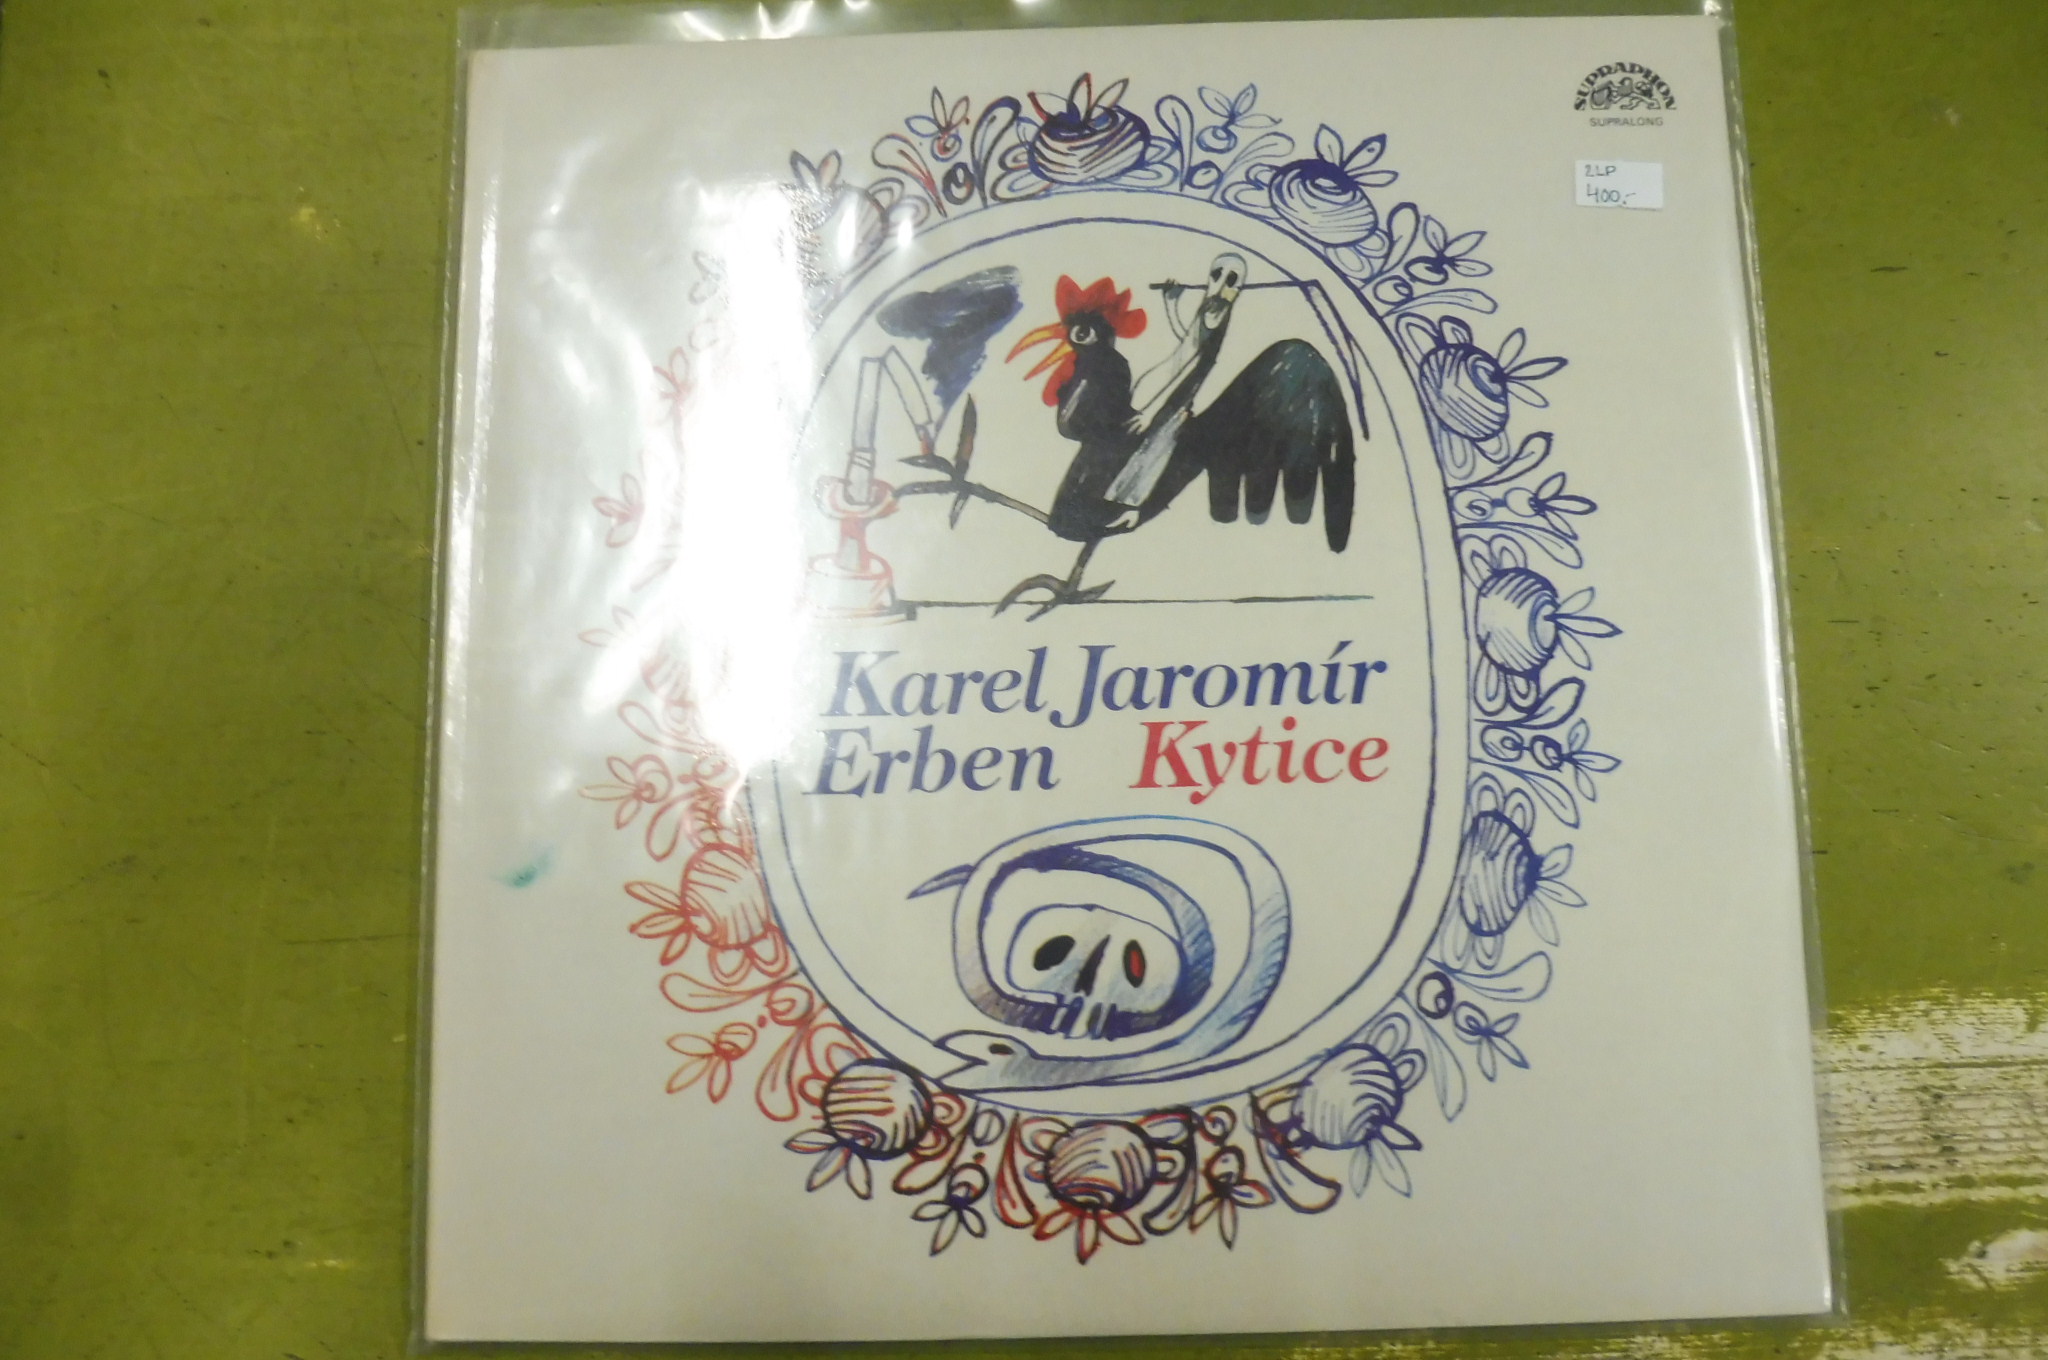 SUPRAPHON
SUPRALONG
2LP
400,-
Karel Jaromír
Erben Kytice